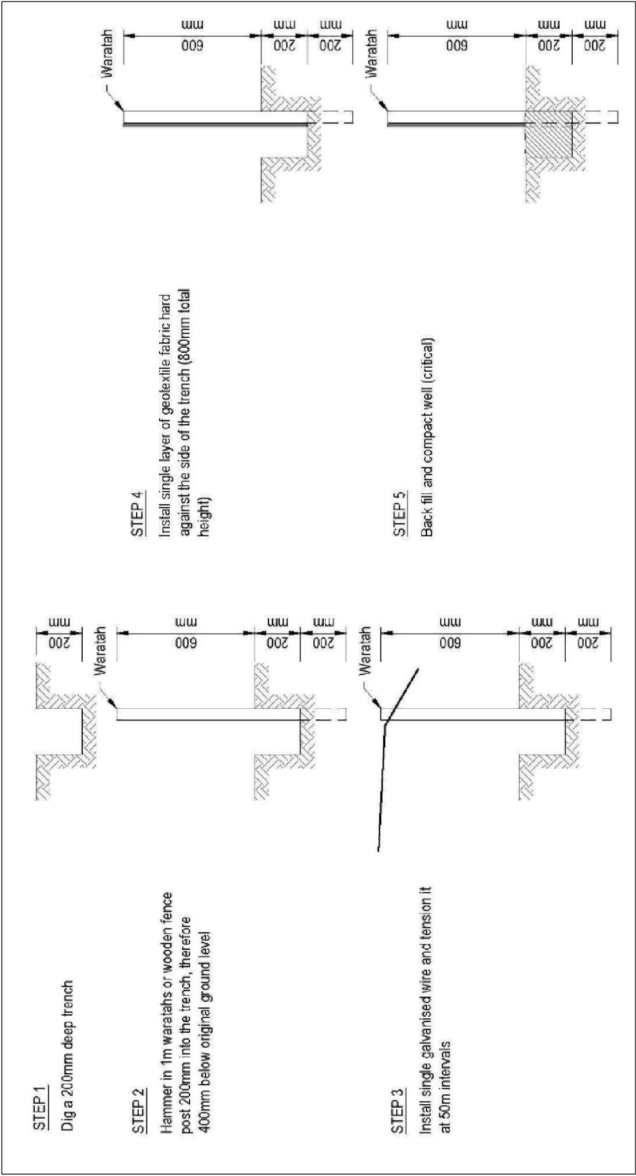 STEP 1
Dig a 200mm deep trench
200
mm
STEP 2
Hammer in 1m waratahs or wooden fence
post 200mm into the trench, therefore
400mm below original ground level
Waratah
600
mm
200
mm
200
mm
STEP 3
Install single galvanised wire and tension it
at 50m intervals
Waratah
600
mm
200
mm
200
mm
STEP 4
Install single layer of geotextile fabric hard
against the side of the trench (800mm total
height)
Waratah
600
mm
200
mm
200
mm
STEP 5
Back fill and compact well (critical)
Waratah
600
mm
200
mm
200
mm